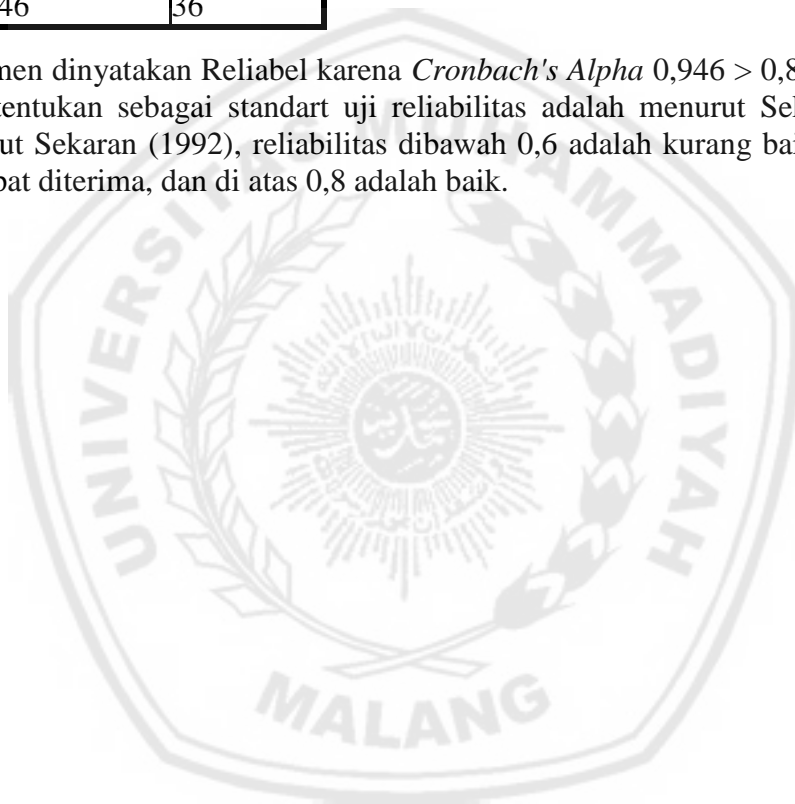 46 36
men dinyatakan Reliabel karena Cronbach's Alpha 0,946 > 0,8
tentukan sebagai standart uji reliabilitas adalah menurut Sel
ut Sekaran (1992), reliabilitas dibawah 0,6 adalah kurang bai
pat diterima, dan di atas 0,8 adalah baik.
UNIVERSITAS MUHAMMADIYAH
MALANG